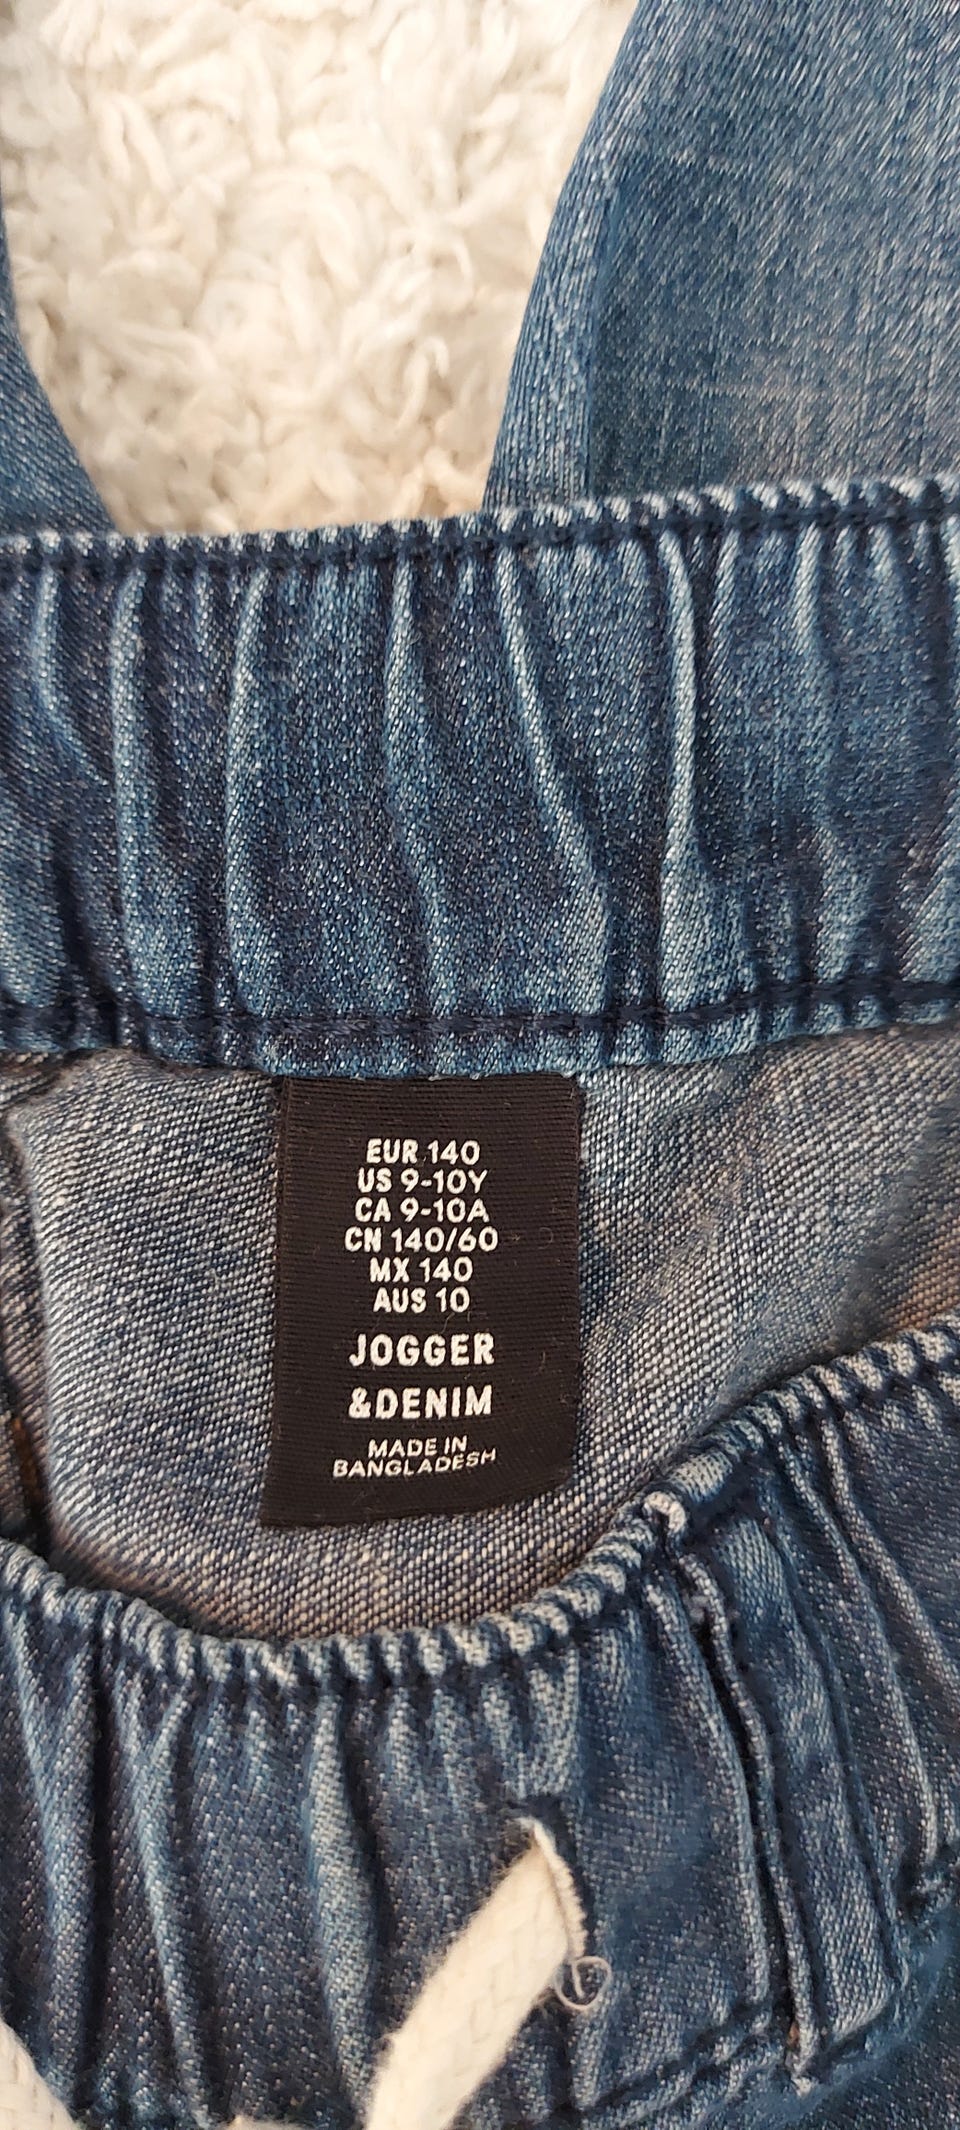 EUR 140
US 9-10Y
CA 9-10A
CN 140/60
MX 140
AUS 10
JOGGER
&DENIM
MADE IN
BANGLADESH